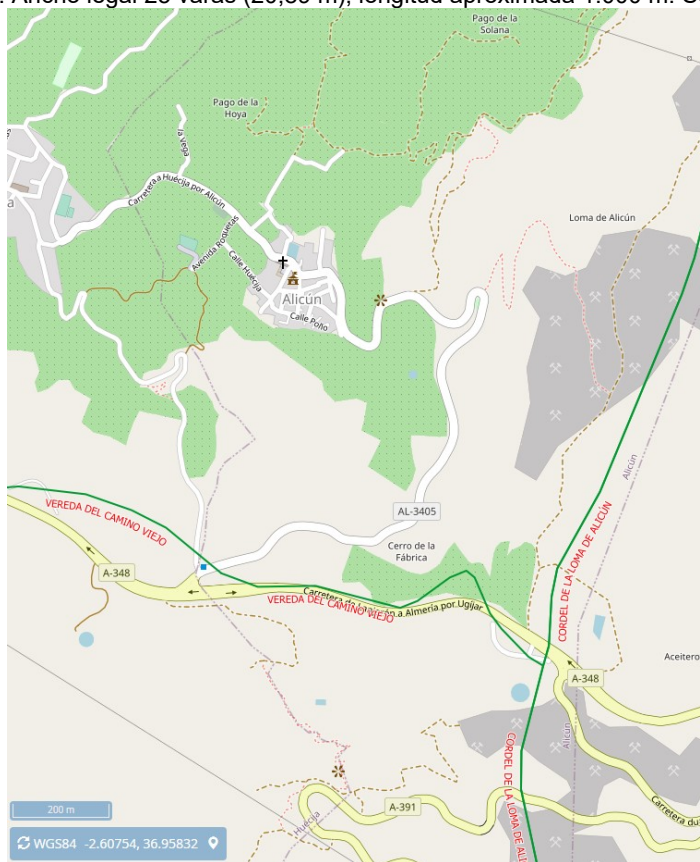 Ancho legal 25 varas (20,89 m), longitud aproximada 1.000 m.
Pago de la
Solana
Pago de la
Hoya
la Vega
Carretera a Huécija por Alicún
Loma de Alicún
Avenida Roquetas
Calle Huécija
Alicún
Calle Poño
Alicún
AL-3405
VEREDA DEL CAMINO VIEJO
CORDEL DE LA LOMA DE ALICÚN
Cerro de la
Fábrica
A-348
Carretera de
a Almería por Ugíjar
VEREDA DEL CAMINO VIEJO
Aceitero
A-348
Alicún
CORDEL DE LA LOMA DE ALI
A-391
Huécija
Carretera
200 m
WGS84 -2.60754, 36.95832